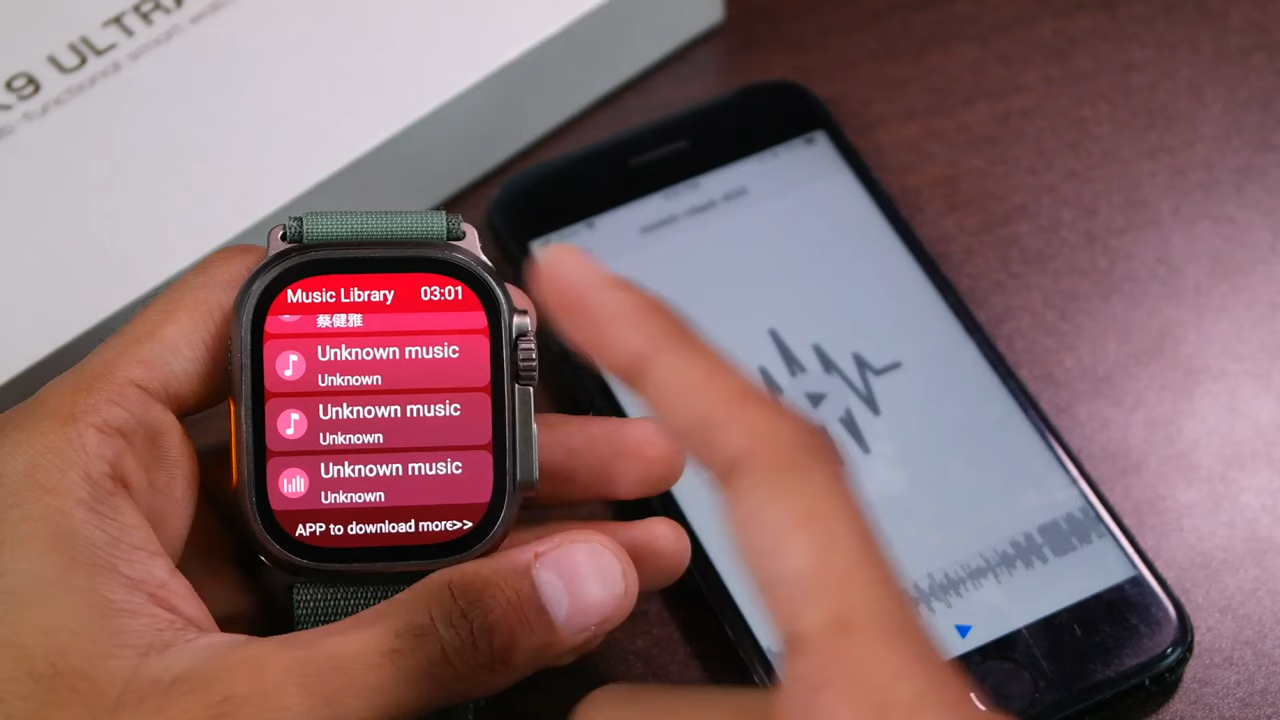 K9 ULTRA
Music Library 03:01
蔡健雅
Unknown music
Unknown
Unknown music
Unknown
Unknown music
Unknown
APP to download more>>